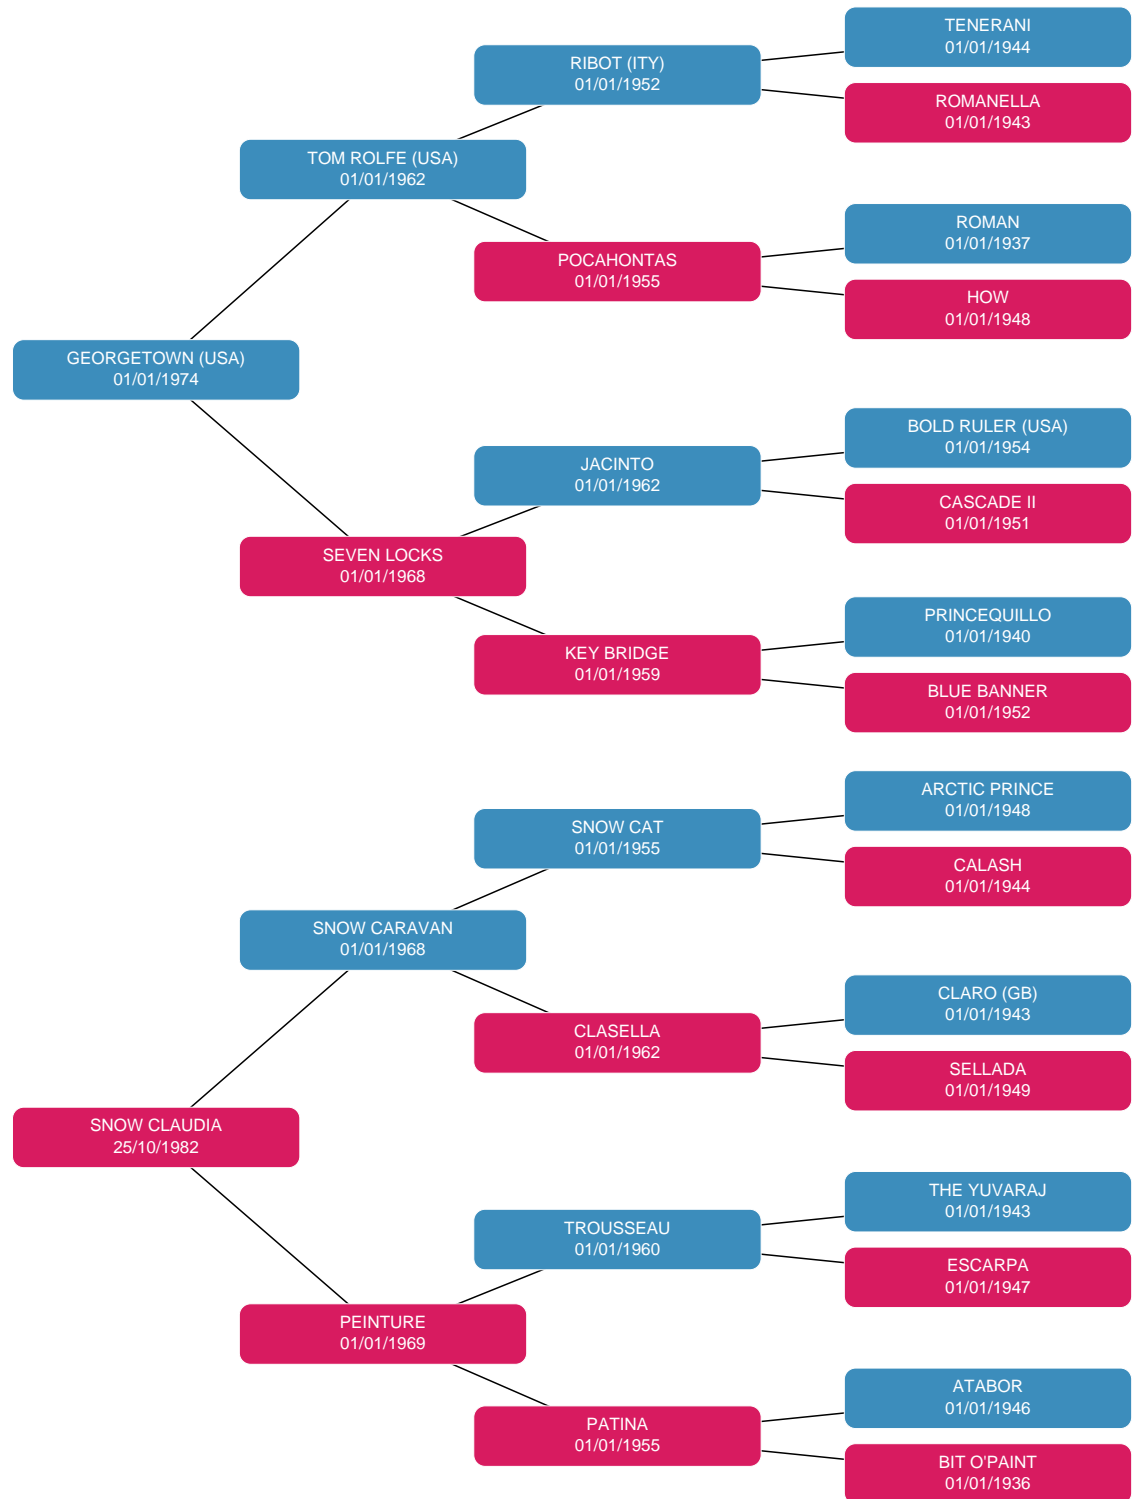 TENERANI
01/01/1944
RIBOT (ITY)
01/01/1952
ROMANELLA
01/01/1943
TOM ROLFE (USA)
01/01/1962
ROMAN
01/01/1937
POCAHONTAS
01/01/1955
HOW
01/01/1948
GEORGETOWN (USA)
01/01/1974
BOLD RULER (USA)
01/01/1954
JACINTO
01/01/1962
CASCADE II
01/01/1951
SEVEN LOCKS
01/01/1968
PRINCEQUILLO
01/01/1940
KEY BRIDGE
01/01/1959
BLUE BANNER
01/01/1952
ARCTIC PRINCE
01/01/1948
SNOW CAT
01/01/1955
CALASH
01/01/1944
SNOW CARAVAN
01/01/1968
CLARO (GB)
01/01/1943
CLASELLA
01/01/1962
SELLADA
01/01/1949
SNOW CLAUDIA
25/10/1982
THE YUVARAJ
01/01/1943
TROUSSEAU
01/01/1960
ESCARPA
01/01/1947
PEINTURE
01/01/1969
ATABOR
01/01/1946
PATINA
01/01/1955
BIT O'PAINT
01/01/1936